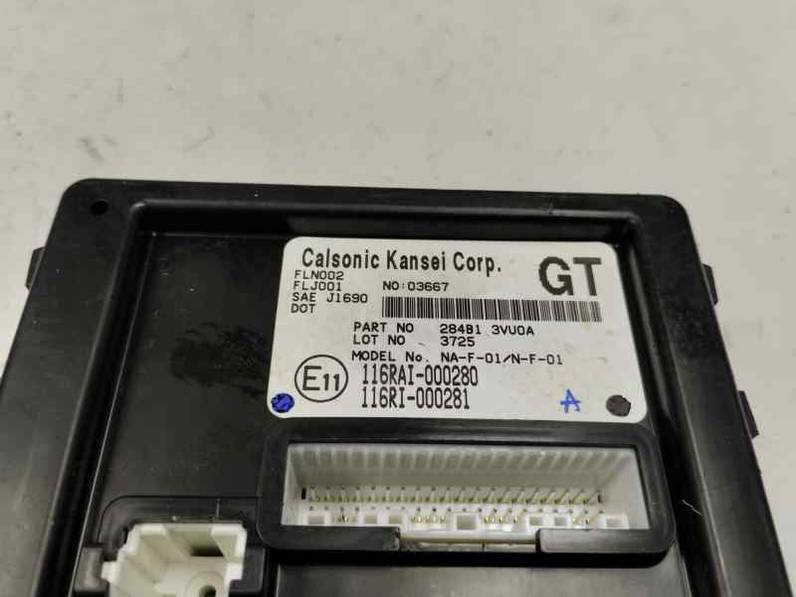 Calsonic Kansei Corp. GT
FLN002
FLJ001 NO:03667
SAE J1690
DOT
PART NO 284B1 3VU0A
LOT NO 3725
MODEL No. NA-F-01/N-F-01
E11 116RAI-000280
116RI-000281 A